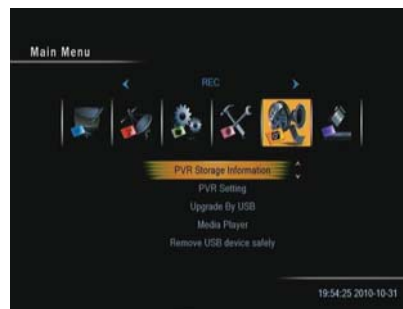 Main Menu
REC
PVR Storage Information
PVR Setting
Upgrade By USB
Media Player
Remove USB device safely
19:54:25 2010-10-31